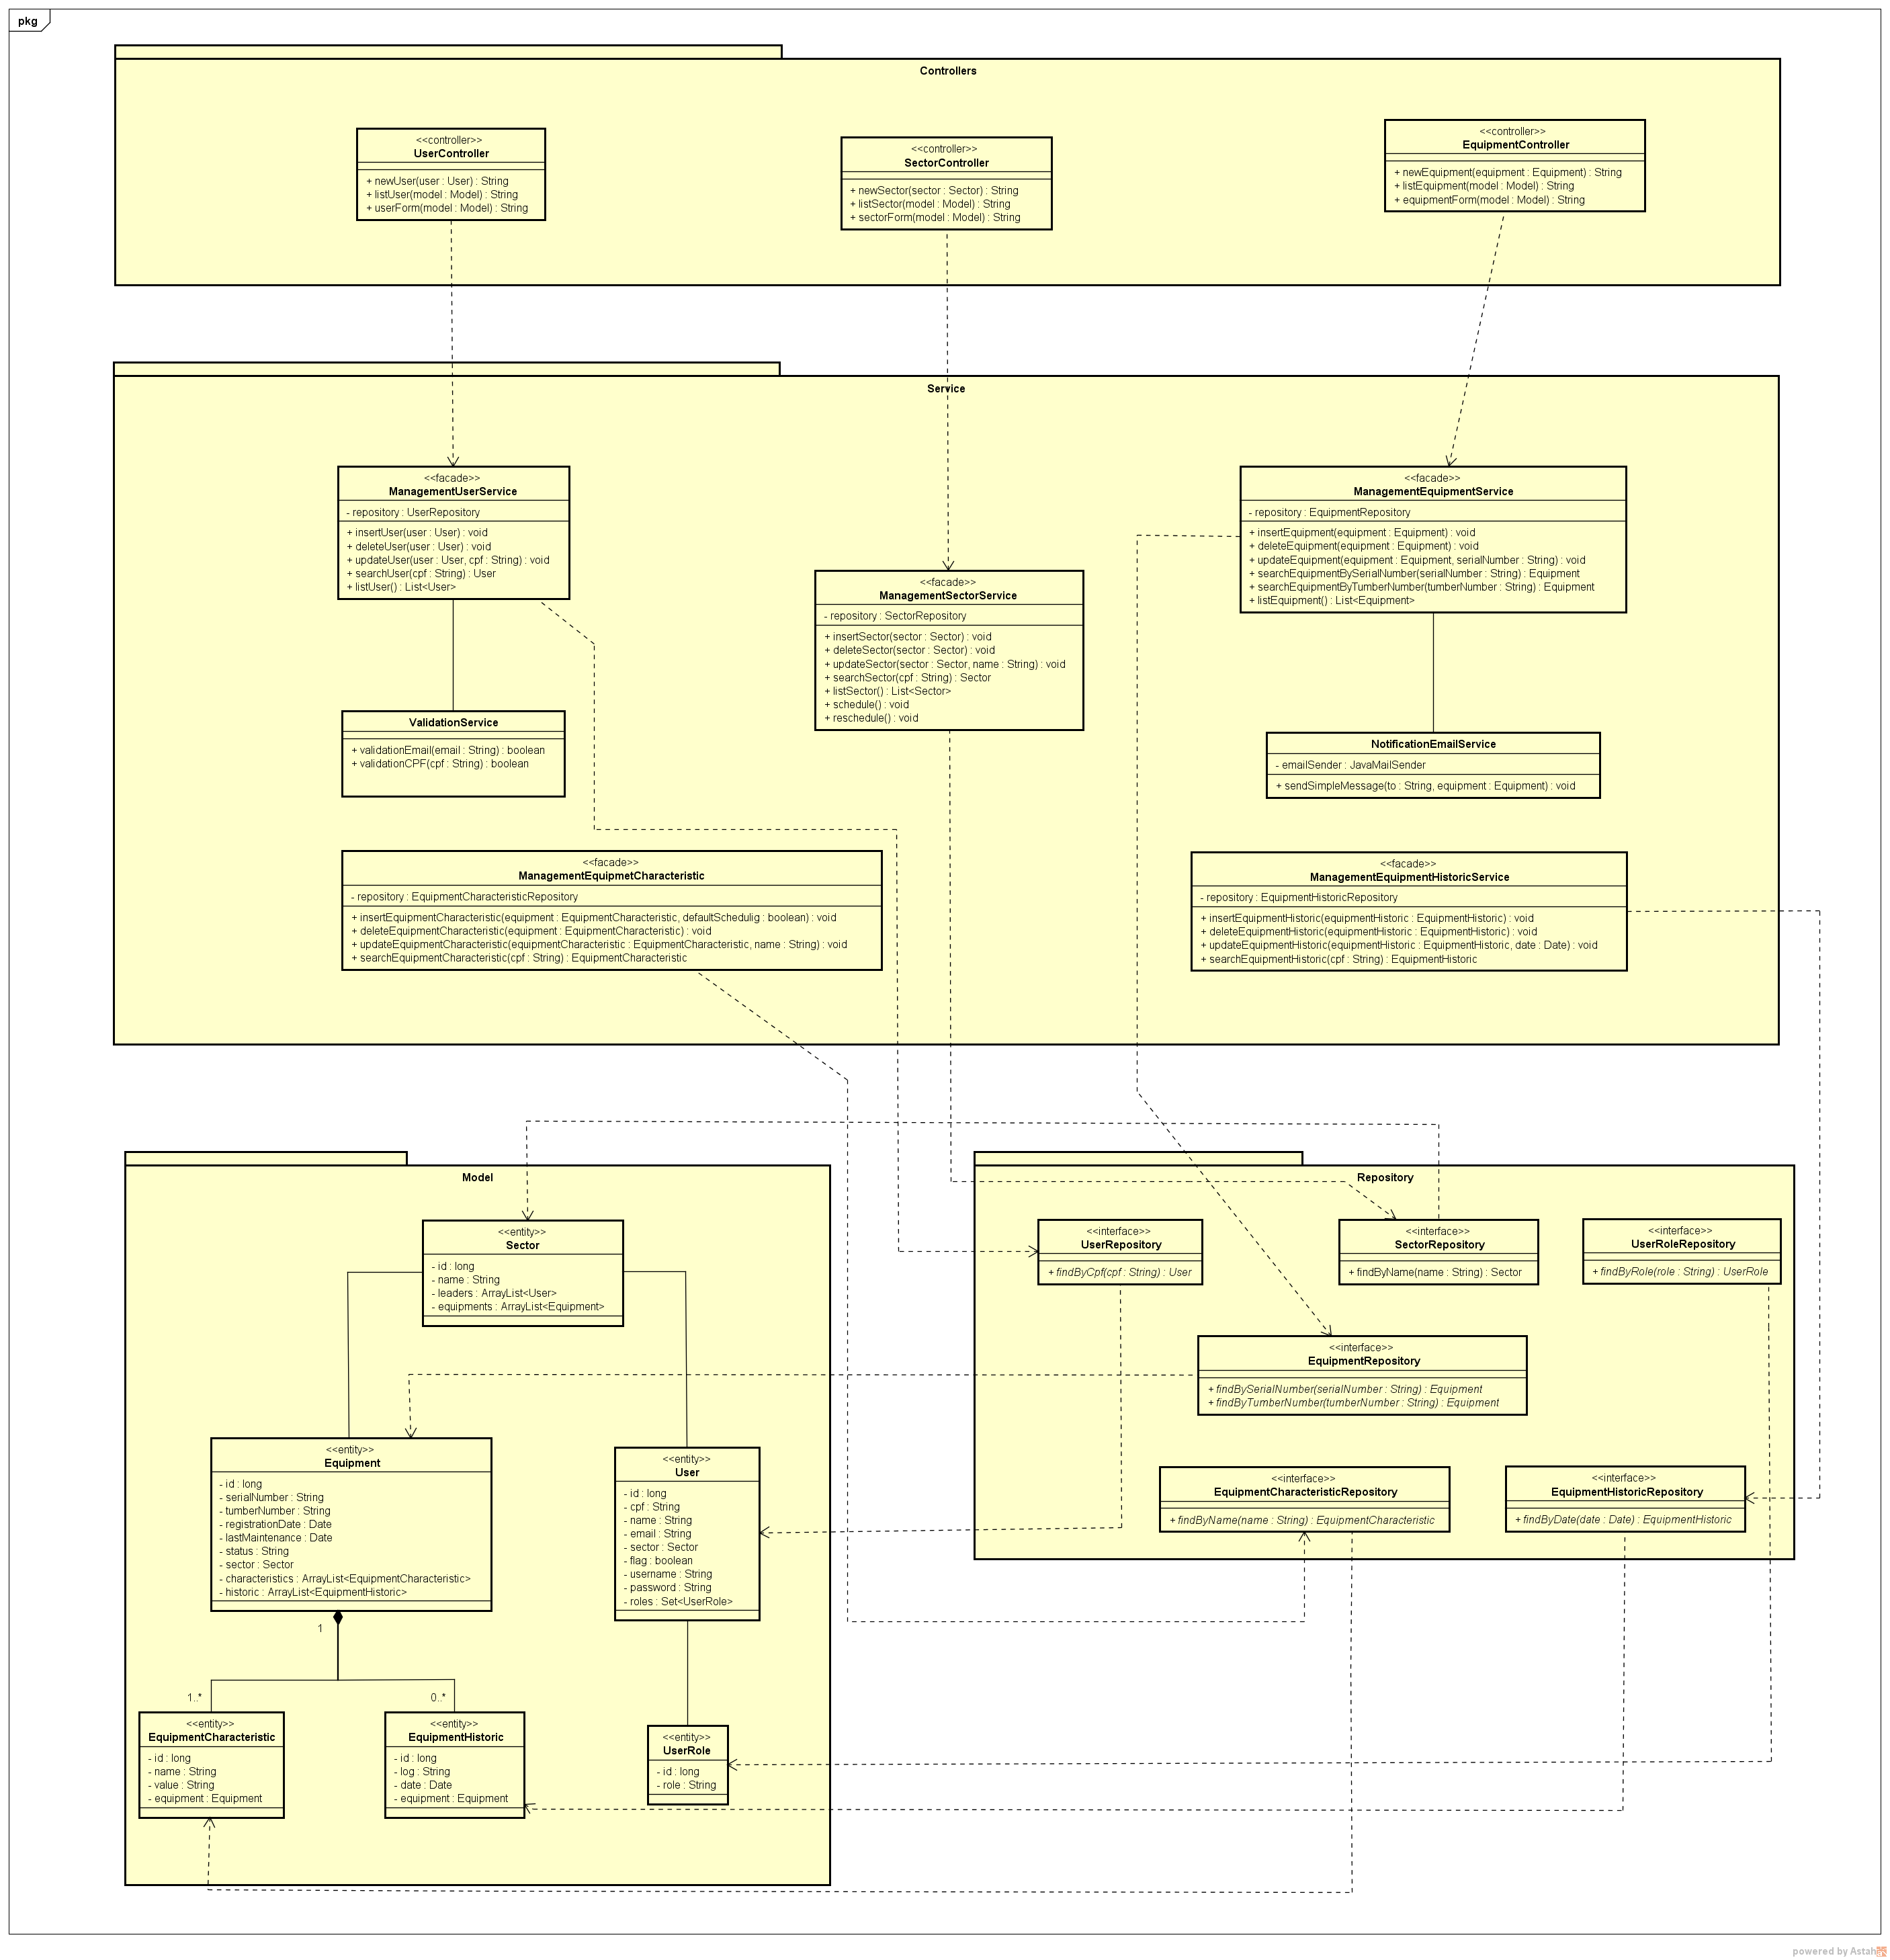 pkg
Controllers
<<controller>>
UserController
+ newUser(user : User) : String
+ listUser(model : Model) : String
+ userForm(model : Model) : String
<<controller>>
SectorController
+ newSector(sector : Sector) : String
+ listSector(model : Model) : String
+ sectorForm(model : Model) : String
<<controller>>
EquipmentController
+ newEquipment(equipment : Equipment) : String
+ listEquipment(model : Model) : String
+ equipmentForm(model : Model) : String
Service
<<facade>>
ManagementUserService
- repository : UserRepository
+ insertUser(user : User) : void
+ deleteUser(user : User) : void
+ updateUser(user : User, cpf : String) : void
+ searchUser(cpf : String) : User
+ listUser() : List<User>
<<facade>>
ManagementSectorService
- repository : SectorRepository
+ insertSector(sector : Sector) : void
+ deleteSector(sector : Sector) : void
+ updateSector(sector : Sector, name : String) : void
+ searchSector(cpf : String) : Sector
+ listSector() : List<Sector>
+ schedule() : void
+ reschedule() : void
<<facade>>
ManagementEquipmentService
- repository : EquipmentRepository
+ insertEquipment(equipment : Equipment) : void
+ deleteEquipment(equipment : Equipment) : void
+ updateEquipment(equipment : Equipment, serialNumber : String) : void
+ searchEquipmentBySerialNumber(serialNumber : String) : Equipment
+ searchEquipmentByTumberNumber(tumberNumber : String) : Equipment
+ listEquipment() : List<Equipment>
ValidationService
+ validationEmail(email : String) : boolean
+ validationCPF(cpf : String) : boolean
NotificationEmailService
- emailSender : JavaMailSender
+ sendSimpleMessage(to : String, equipment : Equipment) : void
<<facade>>
ManagementEquipmetCharacteristic
- repository : EquipmentCharacteristicRepository
+ insertEquipmentCharacteristic(equipment : EquipmentCharacteristic, defaultSchedulig : boolean) : void
+ deleteEquipmentCharacteristic(equipment : EquipmentCharacteristic) : void
+ updateEquipmentCharacteristic(equipmentCharacteristic : EquipmentCharacteristic, name : String) : void
+ searchEquipmentCharacteristic(cpf : String) : EquipmentCharacteristic
<<facade>>
ManagementEquipmentHistoricService
- repository : EquipmentHistoricRepository
+ insertEquipmentHistoric(equipmentHistoric : EquipmentHistoric) : void
+ deleteEquipmentHistoric(equipmentHistoric : EquipmentHistoric) : void
+ updateEquipmentHistoric(equipmentHistoric : EquipmentHistoric, date : Date) : void
+ searchEquipmentHistoric(cpf : String) : EquipmentHistoric
Model
<<entity>>
Sector
- id : long
- name : String
- leaders : ArrayList<User>
- equipments : ArrayList<Equipment>
<<entity>>
Equipment
- id : long
- serialNumber : String
- tumberNumber : String
- registrationDate : Date
- lastMaintenance : Date
- status : String
- sector : Sector
- characteristics : ArrayList<EquipmentCharacteristic>
- historic : ArrayList<EquipmentHistoric>
<<entity>>
User
- id : long
- cpf : String
- name : String
- email : String
- sector : Sector
- flag : boolean
- username : String
- password : String
- roles : Set<UserRole>
1
1..*
0..*
<<entity>>
EquipmentCharacteristic
- id : long
- name : String
- value : String
- equipment : Equipment
<<entity>>
EquipmentHistoric
- id : long
- log : String
- date : Date
- equipment : Equipment
<<entity>>
UserRole
- id : long
- role : String
Repository
<<interface>>
UserRepository
+ findByCpf(cpf : String) : User
<<interface>>
SectorRepository
+ findByName(name : String) : Sector
<<interface>>
UserRoleRepository
+ findByRole(role : String) : UserRole
<<interface>>
EquipmentRepository
+ findBySerialNumber(serialNumber : String) : Equipment
+ findByTumberNumber(tumberNumber : String) : Equipment
<<interface>>
EquipmentCharacteristicRepository
+ findByName(name : String) : EquipmentCharacteristic
<<interface>>
EquipmentHistoricRepository
+ findByDate(date : Date) : EquipmentHistoric
powered by Astah